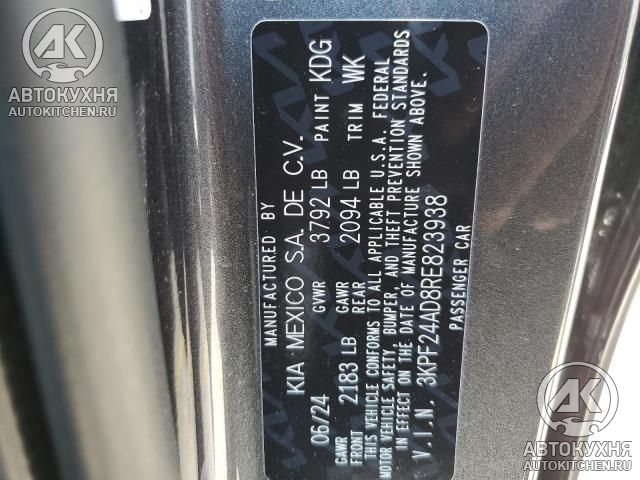 MANUFACTURED BY
KIA MEXICO S.A. DE C.V.
06/24 GVWR 3792 LB PAINT KDG
GAWR FRONT 2183 LB GAWR REAR 2094 LB TRIM WK
THIS VEHICLE CONFORMS TO ALL APPLICABLE U.S.A. FEDERAL
MOTOR VEHICLE SAFETY, BUMPER, AND THEFT PREVENTION STANDARDS
IN EFFECT ON THE DATE OF MANUFACTURE SHOWN ABOVE.
V.I.N. 3KPF24AD8RE823938
PASSENGER CAR
АК
АВТОКУХНЯ
AUTOKITCHEN.RU
АК
АВТОКУХНЯ
AUTOKITCHEN.RU